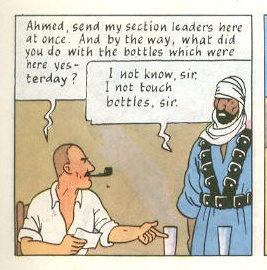 Ahmed, send my section leaders here
at once. And by the way, what did
you do with the bottles which were
here yes-
terday ?
I not know, sir.
I not touch
bottles, sir.